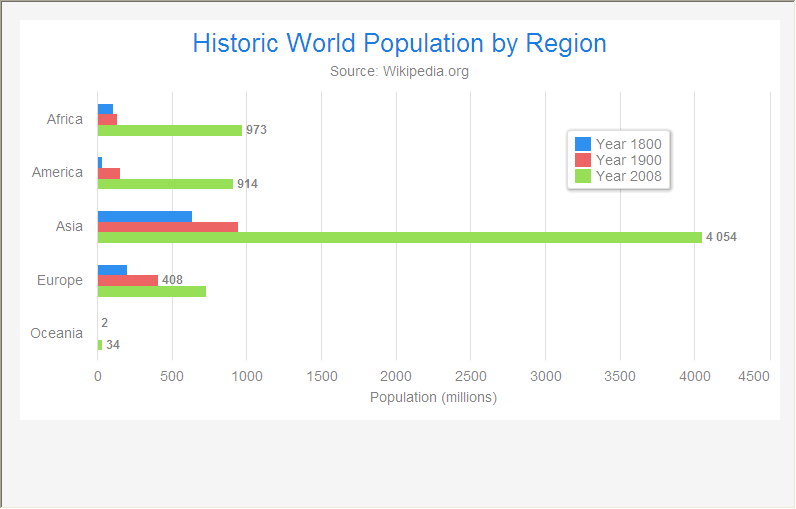 Historic World Population by Region
Source: Wikipedia.org
Africa
973
America
914
Asia
4 054
Europe
408
Oceania
2
34
Year 1800
Year 1900
Year 2008
0 500 1000 1500 2000 2500 3000 3500 4000 4500
Population (millions)